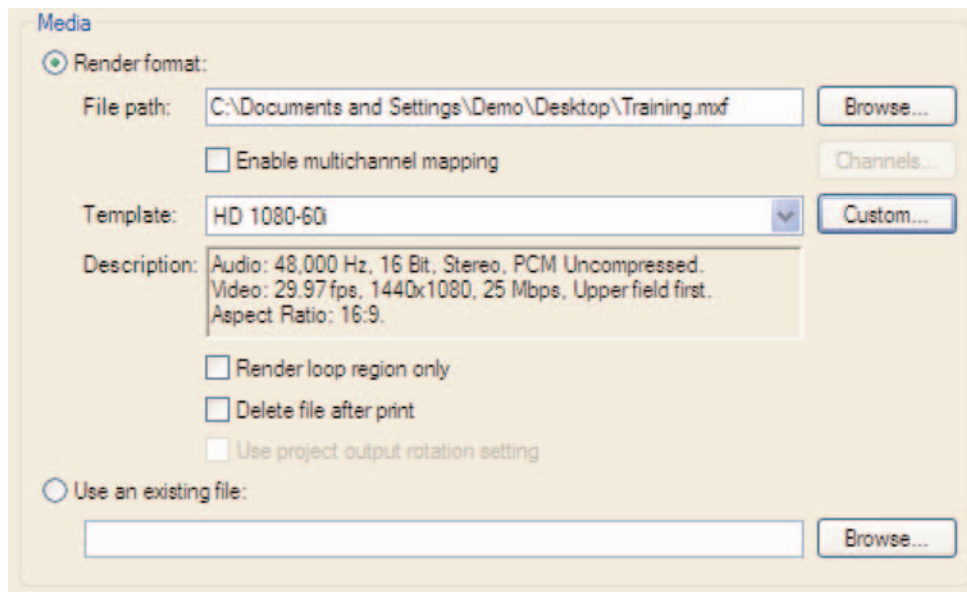 Media
Render format:
File path: C:\Documents and Settings\Demo\Desktop\Training.mxf Browse...
Enable multichannel mapping Channels...
Template: HD 1080-60i Custom...
Description: Audio: 48,000 Hz, 16 Bit, Stereo, PCM Uncompressed.
Video: 29.97 fps, 1440x1080, 25 Mbps, Upper field first.
Aspect Ratio: 16:9.
Render loop region only
Delete file after print
Use project output rotation setting
Use an existing file:
Browse...